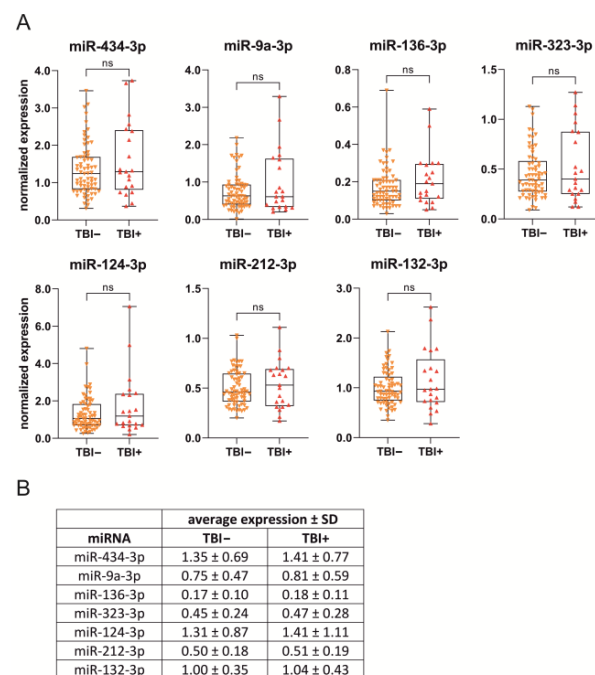 A
miR-434-3p miR-9a-3p miR-136-3p miR-323-3p
normalized expression
4.0 ns
3.0
2.0
1.0
0.0
TBI− TBI+
4.0 ns
3.0
2.0
1.0
0.0
TBI− TBI+
0.8 ns
0.6
0.4
0.2
0.0
TBI− TBI+
1.5 ns
1.0
0.5
0.0
TBI− TBI+
miR-124-3p miR-212-3p miR-132-3p
normalized expression
8.0 ns
6.0
4.0
2.0
0.0
TBI− TBI+
1.5
ns
1.0
0.5
0.0
TBI− TBI+
3.0 ns
2.0
1.0
0.0
TBI− TBI+
B
average expression ± SD
miRNA TBI− TBI+
miR-434-3p 1.35 ± 0.69 1.41 ± 0.77
miR-9a-3p 0.75 ± 0.47 0.81 ± 0.59
miR-136-3p 0.17 ± 0.10 0.18 ± 0.11
miR-323-3p 0.45 ± 0.24 0.47 ± 0.28
miR-124-3p 1.31 ± 0.87 1.41 ± 1.11
miR-212-3p 0.50 ± 0.18 0.51 ± 0.19
miR-132-3p 1.00 ± 0.35 1.04 ± 0.43